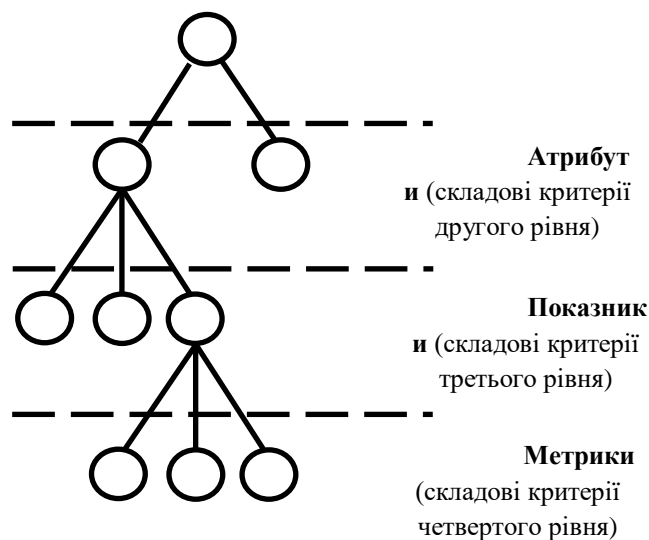 Атрибут
и (складові критерії
другого рівня)
Показник
и (складові критерії
третього рівня)
Метрики
(складові критерії
четвертого рівня)